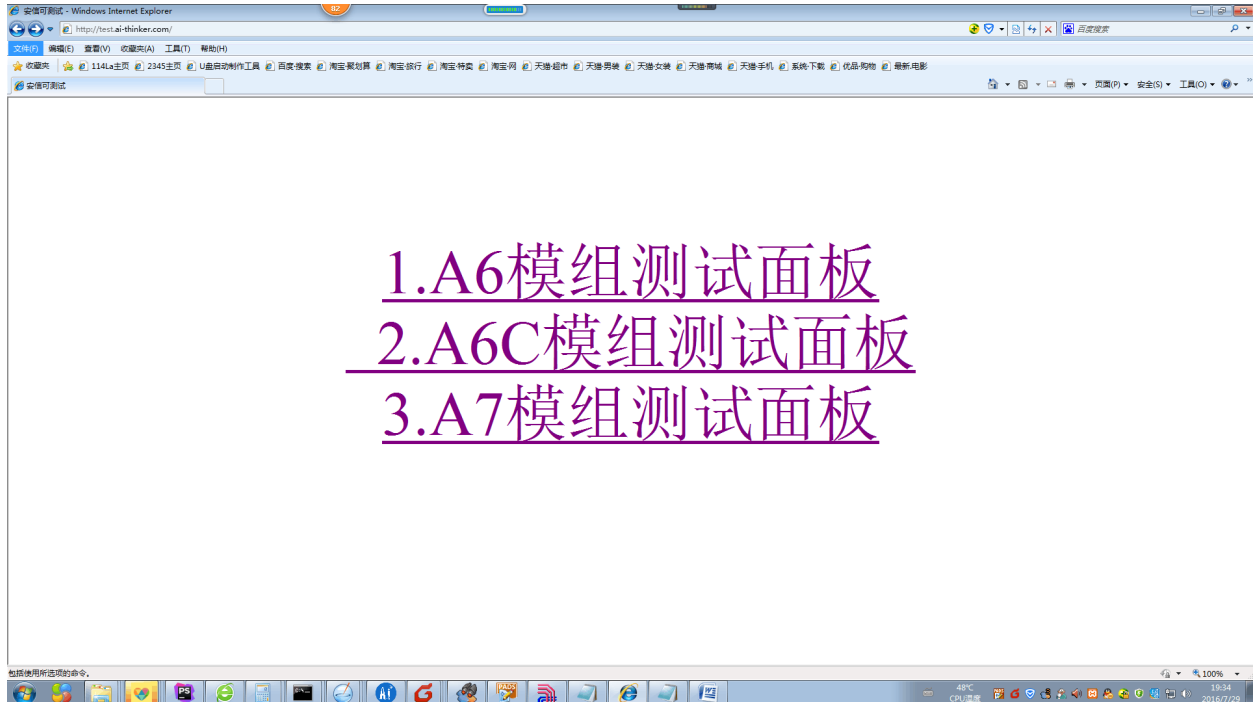 安信可测试 - Windows Internet Explorer
82
http://test.ai-thinker.com/
百度搜索
文件(F) 编辑(E) 查看(V) 收藏夹(A) 工具(T) 帮助(H)
收藏夹 114La主页 2345主页 U盘启动制作工具 百度·搜索 淘宝·聚划算 淘宝·旅行 淘宝·特卖 淘宝·网 天猫·超市 天猫·男装 天猫·女装 天猫·商城 天猫·手机 系统·下载 优品·购物 最新·电影
安信可测试
页面(P) 安全(S) 工具(O)
1.A6模组测试面板
2.A6C模组测试面板
3.A7模组测试面板
包括使用所选项的命令。
100%
48℃
CPU温度
19:34
2016/7/29